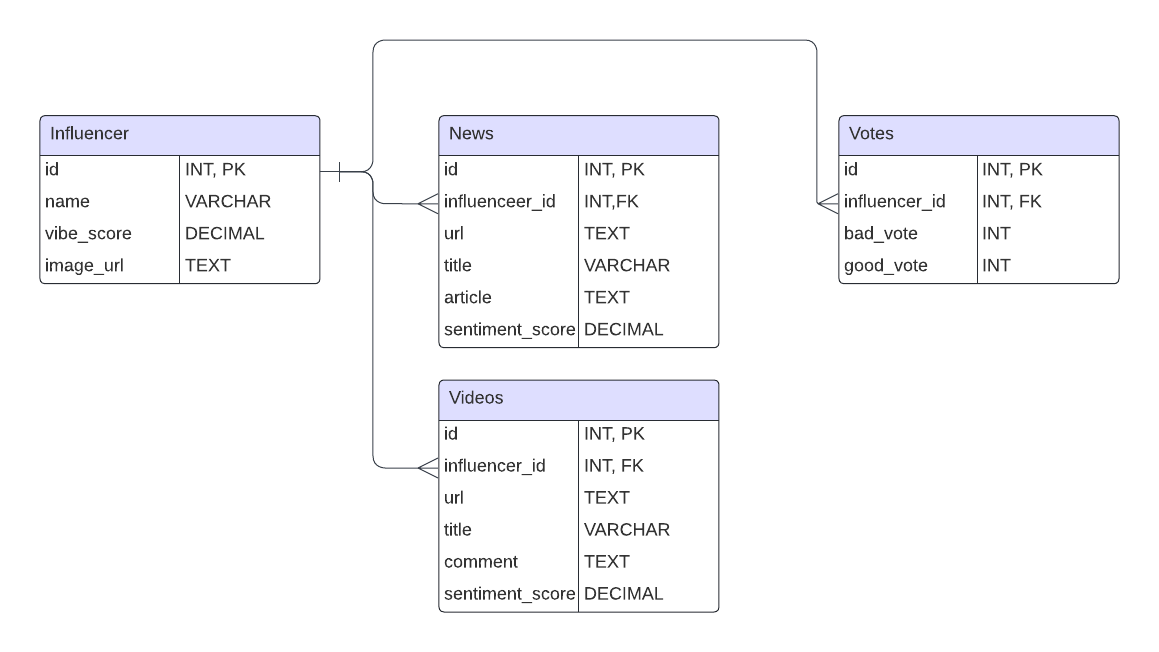 Influencer
id INT, PK
name VARCHAR
vibe_score DECIMAL
image_url TEXT
News
id INT, PK
influenceer_id INT,FK
url TEXT
title VARCHAR
article TEXT
sentiment_score DECIMAL
Votes
id INT, PK
influencer_id INT, FK
bad_vote INT
good_vote INT
Videos
id INT, PK
influencer_id INT, FK
url TEXT
title VARCHAR
comment TEXT
sentiment_score DECIMAL